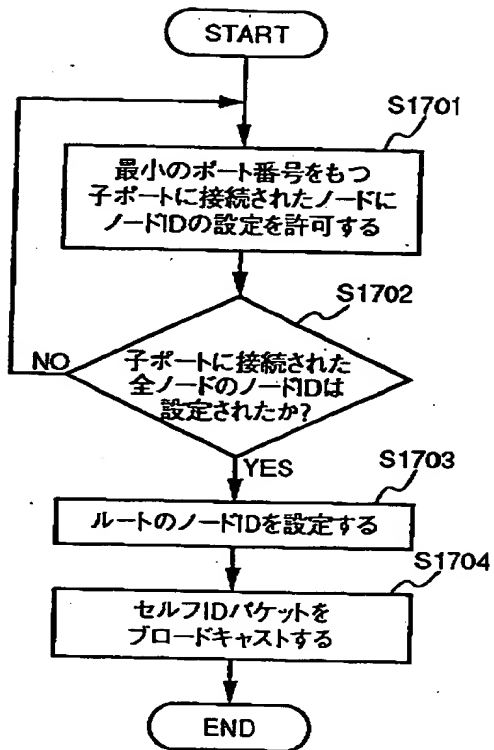 START
S1701
最小のポート番号をもつ
子ポートに接続されたノードに
ノードIDの設定を許可する
S1702
NO
子ポートに接続された
全ノードのノードIDは
設定されたか?
YES
S1703
ルートのノードIDを設定する
S1704
セルフIDパケットを
ブロードキャストする
END